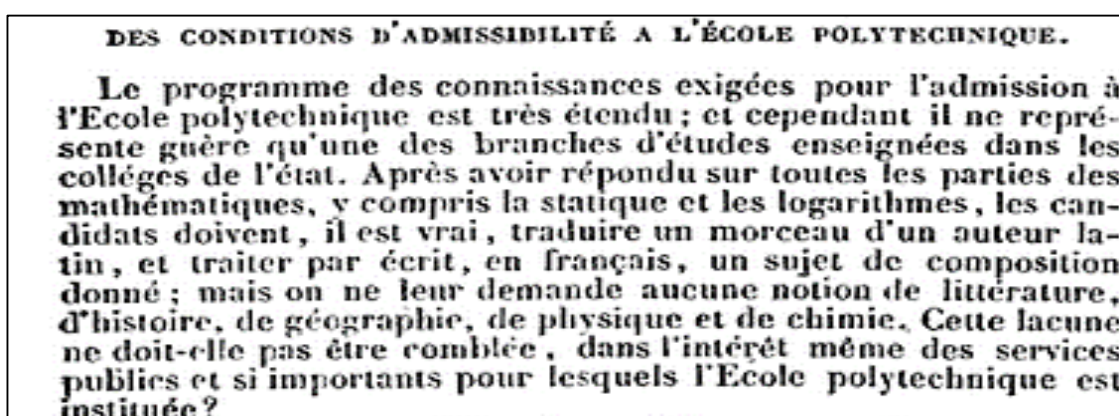 DES CONDITIONS D'ADMISSIBILITÉ A L'ÉCOLE POLYTECHNIQUE.
Le programme des connaissances exigées pour l'admission à
l'Ecole polytechnique est très étendu ; et cependant il ne repré-
sente guère qu'une des branches d'études enseignées dans les
colléges de l'état. Après avoir répondu sur toutes les parties des
mathématiques, y compris la statique et les logarithmes, les can-
didats doivent, il est vrai, traduire un morceau d'un auteur la-
tin, et traiter par écrit, en français, un sujet de composition
donné ; mais on ne leur demande aucune notion de littérature,
d'histoire, de géographie, de physique et de chimie. Cette lacune
ne doit-elle pas être comblée, dans l'intérêt même des services
publics et si importants pour lesquels l'Ecole polytechnique est
instituée?